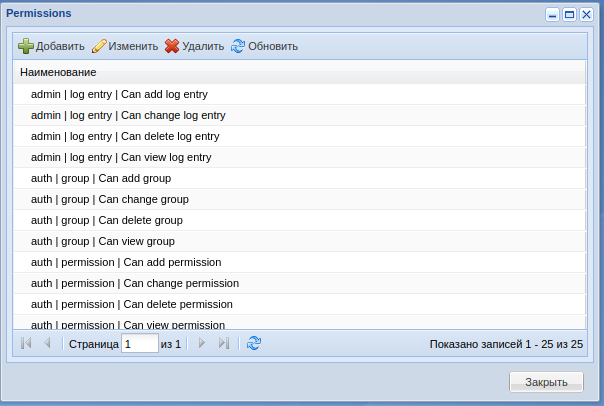 Permissions
Добавить Изменить Удалить Обновить
Наименование
admin | log entry | Can add log entry
admin | log entry | Can change log entry
admin | log entry | Can delete log entry
admin | log entry | Can view log entry
auth | group | Can add group
auth | group | Can change group
auth | group | Can delete group
auth | group | Can view group
auth | permission | Can add permission
auth | permission | Can change permission
auth | permission | Can delete permission
auth | permission | Can view permission
Страница 1 из 1 Показано записей 1 - 25 из 25
Закрыть